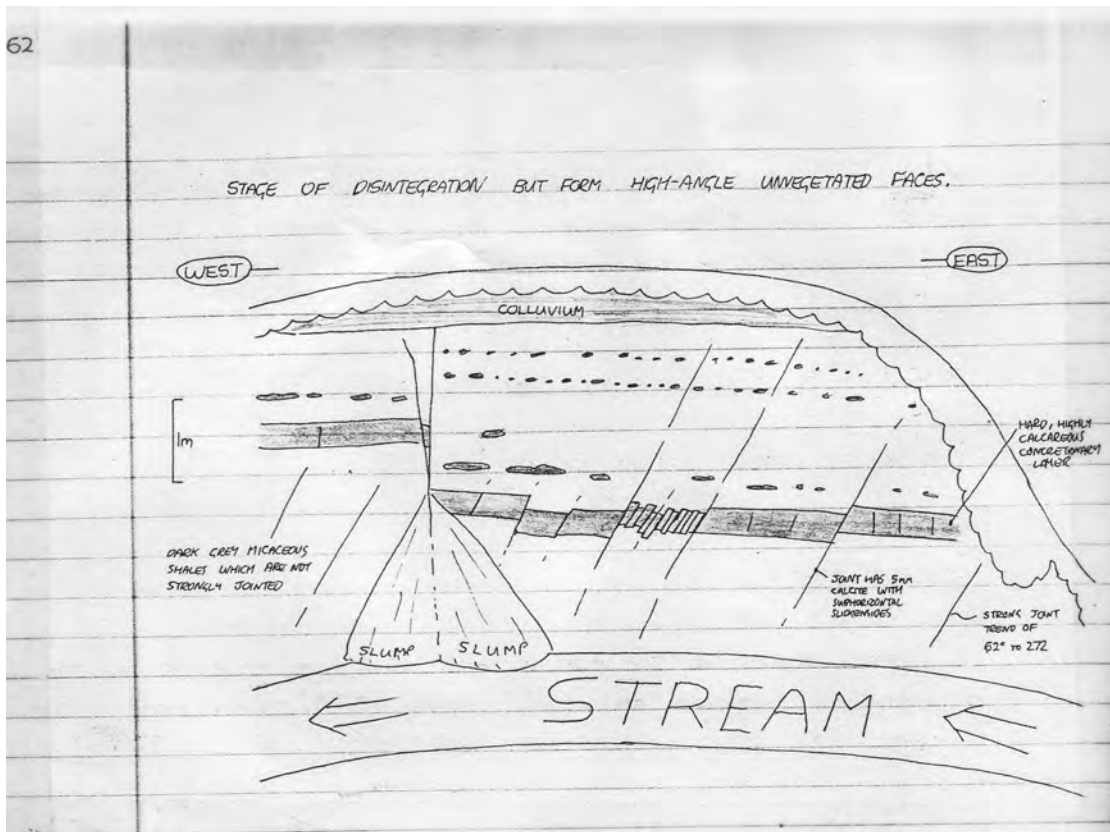 62
STAGE OF DISINTEGRATION BUT FORM HIGH-ANGLE UNVEGETATED FACES.
WEST
EAST
COLLUVIUM
1m
HARD, HIGHLY
CALCAREOUS
CONCRETIONARY
LAYER
DARK GREY MICACEOUS
SHALES WHICH ARE NOT
STRONGLY JOINTED
JOINT HAS 5mm
CALCITE WITH
SUBHORIZONTAL
SLICKENSIDES
STRONG JOINT
TREND OF
62° TO 272
SLUMP
SLUMP
STREAM